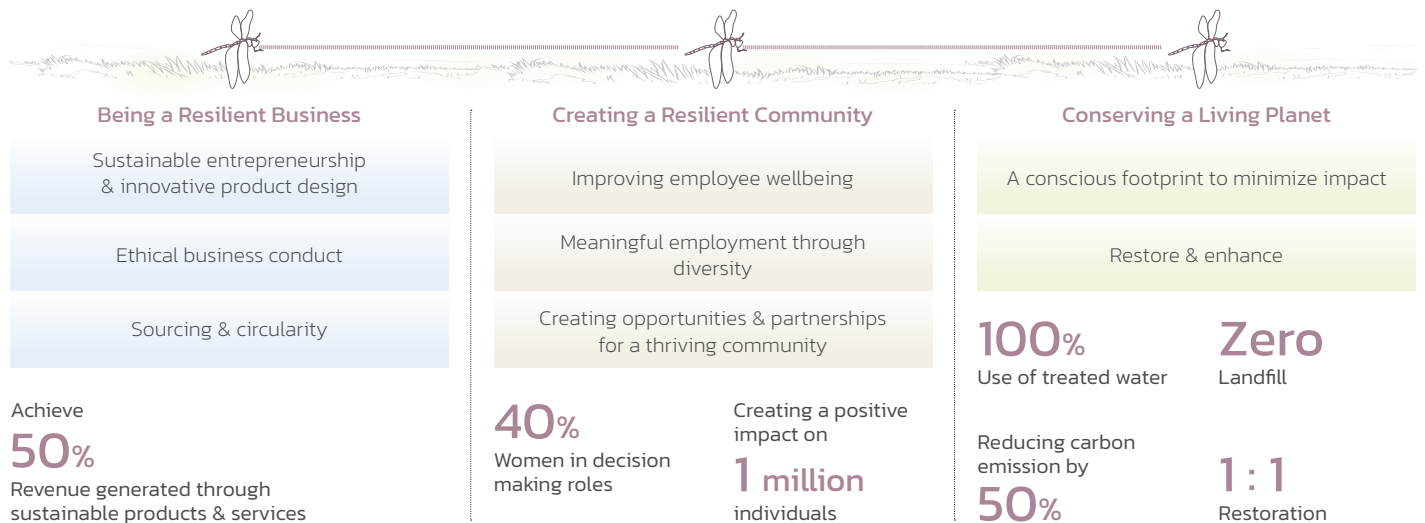 Being a Resilient Business
Sustainable entrepreneurship
& innovative product design
Ethical business conduct
Sourcing & circularity
Achieve
50%
Revenue generated through
sustainable products & services
Creating a Resilient Community
Improving employee wellbeing
Meaningful employment through
diversity
Creating opportunities & partnerships
for a thriving community
40%
Women in decision
making roles
Creating a positive
impact on
1 million
individuals
Conserving a Living Planet
A conscious footprint to minimize impact
Restore & enhance
100%
Use of treated water
Zero
Landfill
Reducing carbon
emission by
50%
1 : 1
Restoration